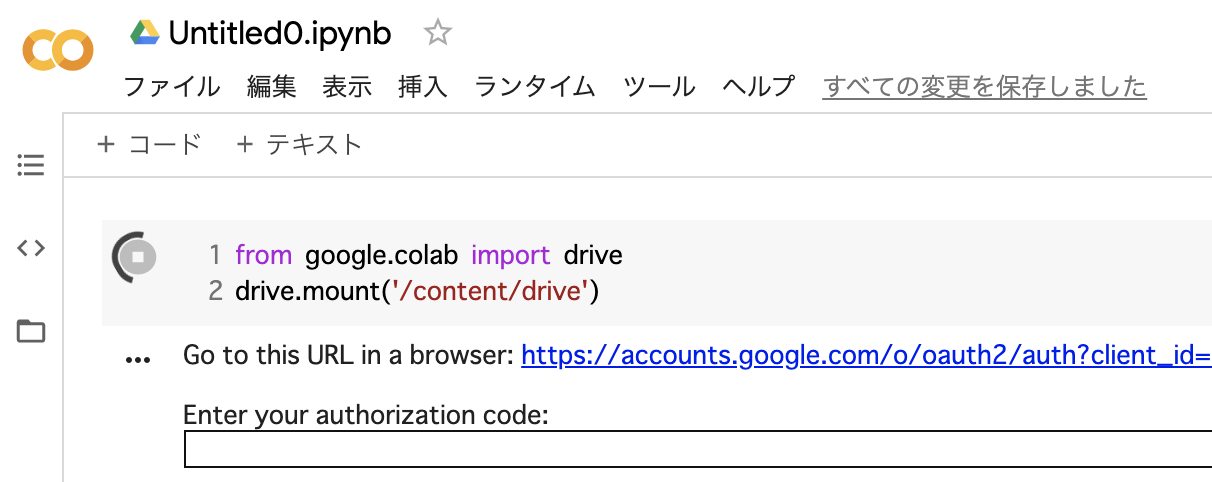 Untitled0.ipynb
ファイル 編集 表示 挿入 ランタイム ツール ヘルプ すべての変更を保存しました
+ コード + テキスト
1 from google.colab import drive
2 drive.mount('/content/drive')
Go to this URL in a browser: https://accounts.google.com/o/oauth2/auth?client_id=
Enter your authorization code: